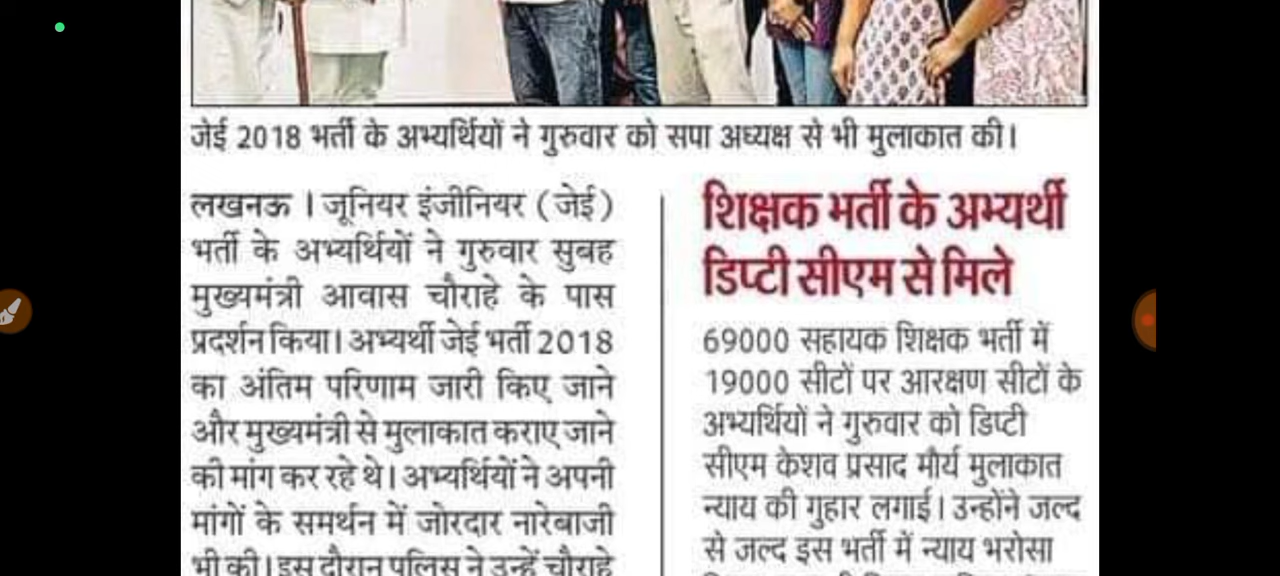 जेई 2018 भर्ती के अभ्यर्थियों ने गुरुवार को सपा अध्यक्ष से भी मुलाकात की।
लखनऊ । जूनियर इंजीनियर (जेई)
भर्ती के अभ्यर्थियों ने गुरुवार सुबह
मुख्यमंत्री आवास चौराहे के पास
प्रदर्शन किया। अभ्यर्थी जेई भर्ती 2018
का अंतिम परिणाम जारी किए जाने
और मुख्यमंत्री से मुलाकात कराए जाने
की मांग कर रहे थे। अभ्यर्थियों ने अपनी
मांगों के समर्थन में जोरदार नारेबाजी
भी की। इस दौरान पुलिस ने उन्हें चौराहे
शिक्षक भर्ती के अभ्यर्थी
डिप्टी सीएम से मिले
69000 सहायक शिक्षक भर्ती में
19000 सीटों पर आरक्षण सीटों के
अभ्यर्थियों ने गुरुवार को डिप्टी
सीएम केशव प्रसाद मौर्य मुलाकात
न्याय की गुहार लगाई। उन्होंने जल्द
से जल्द इस भर्ती में न्याय भरोसा